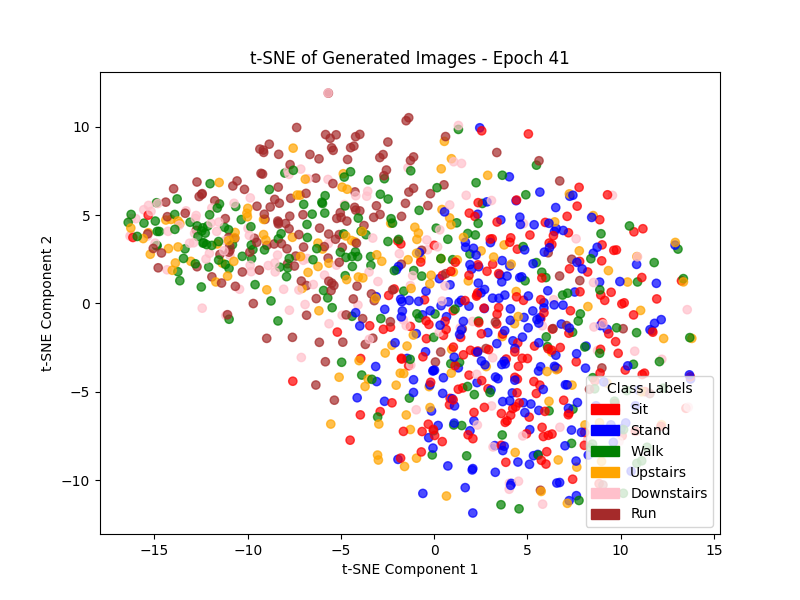 t-SNE of Generated Images - Epoch 41
10
5
0
−5
−10
t-SNE Component 2
−15
−10
−5
0
5
10
15
t-SNE Component 1
Class Labels
Sit
Stand
Walk
Upstairs
Downstairs
Run